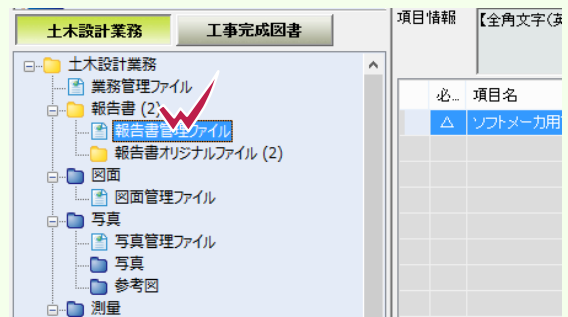 土木設計業務
工事完成図書
土木設計業務
業務管理ファイル
報告書 (2)
報告書管理ファイル
報告書オリジナルファイル (2)
図面
図面管理ファイル
写真
写真管理ファイル
写真
参考図
測量
項目情報
【全角文字(英
必... 項目名
△ ソフトメーカ用